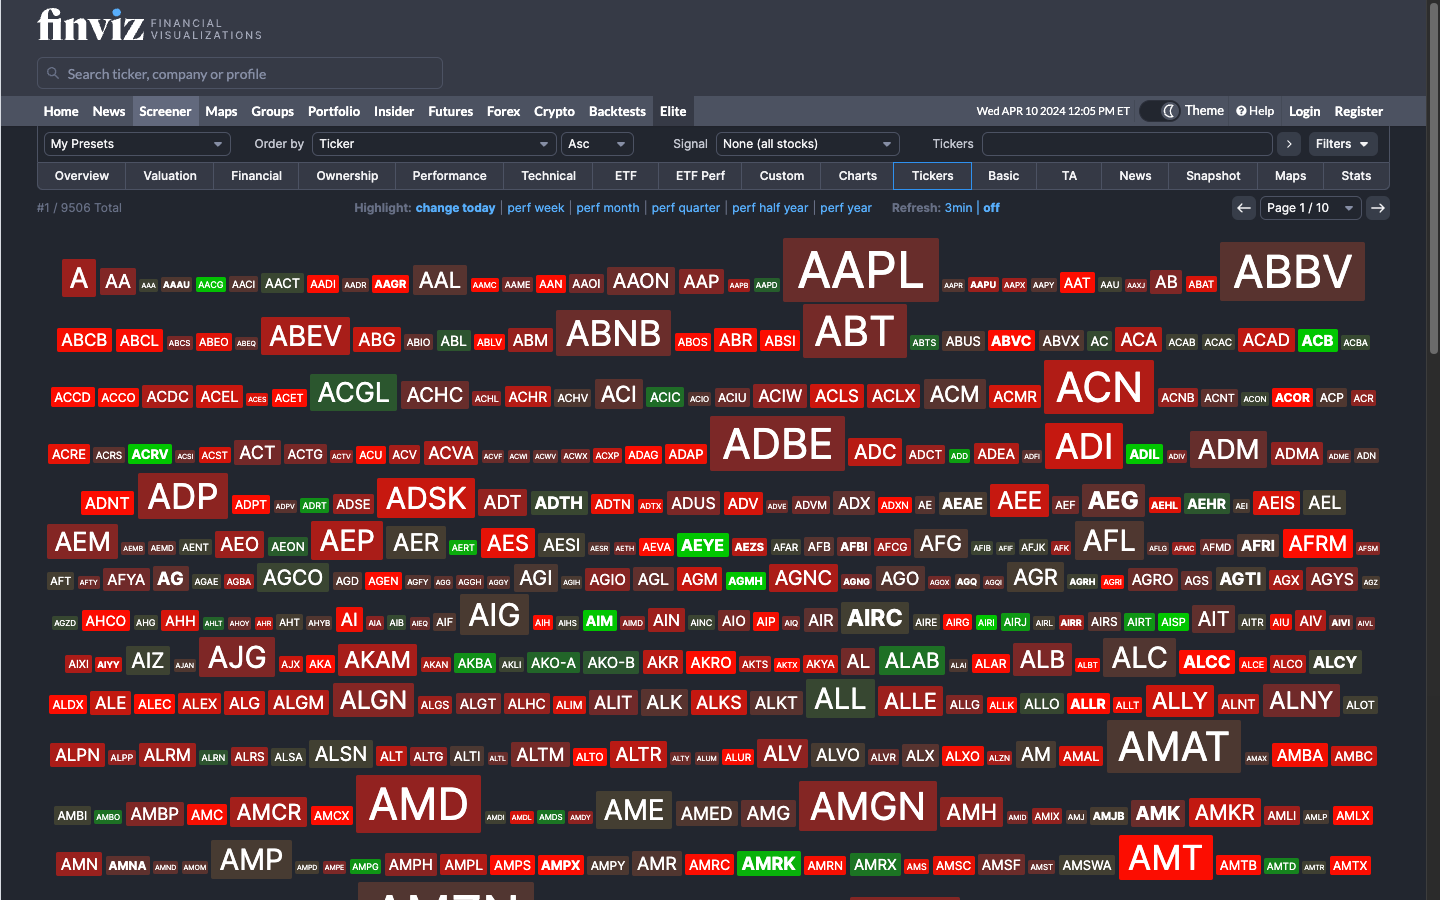 finviz FINANCIAL VISUALIZATIONS
Search ticker, company or profile
Home News Screener Maps Groups Portfolio Insider Futures Forex Crypto Backtests Elite Wed APR 10 2024 12:05 PM ET Theme Help Login Register
My Presets Order by Ticker Asc Signal None (all stocks) Tickers Filters
Overview Valuation Financial Ownership Performance Technical ETF ETF Perf Custom Charts Tickers Basic TA News Snapshot Maps Stats
#1 / 9506 Total Highlight: change today | perf week | perf month | perf quarter | perf half year | perf year Refresh: 3min | off Page 1 / 10
A AA AAA AAAU AACG AACI AACT AADI AADR AAGR AAL AAMC AAME AAN AAOI AAON AAP AAPB AAPD AAPL AAPR AAPU AAPX AAPY AAT AAU AAXJ AB ABAT ABBV
ABCB ABCL ABCS ABEO ABEQ ABEV ABG ABIO ABL ABLV ABM ABNB ABOS ABR ABSI ABT ABTS ABUS ABVC ABVX AC ACA ACAB ACAC ACAD ACB ACBA
ACCD ACCO ACDC ACEL ACES ACET ACGL ACHC ACHL ACHR ACHV ACI ACIC ACIO ACIU ACIW ACLS ACLX ACM ACMR ACN ACNB ACNT ACON ACOR ACP ACR
ACRE ACRS ACRV ACSI ACST ACT ACTG ACTV ACU ACV ACVA ACVF ACWI ACWV ACWX ACXP ADAG ADAP ADBE ADC ADCT ADD ADEA ADFI ADI ADIL ADIV ADM ADMA ADME ADN
ADNT ADP ADPT ADPV ADRT ADSE ADSK ADT ADTH ADTN ADTX ADUS ADV ADVE ADVM ADX ADXN AE AEAE AEE AEF AEG AEHL AEHR AEI AEIS AEL
AEM AEMB AEMD AENT AEO AEON AEP AER AERT AES AESI AESR AETH AEVA AEYE AEZS AFAR AFB AFBI AFCG AFG AFIB AFIF AFJK AFK AFL AFLG AFMC AFMD AFRI AFRM AFSM
AFT AFTY AFYA AG AGAE AGBA AGCO AGD AGEN AGFY AGG AGGH AGGY AGI AGIH AGIO AGL AGM AGMH AGNC AGNG AGO AGOX AGQ AGQI AGR AGRH AGRI AGRO AGS AGTI AGX AGYS AGZ
AGZD AHCO AHG AHH AHLT AHOY AHR AHT AHYB AI AIA AIB AIEQ AIF AIG AIH AIHS AIM AIMD AIN AINC AIO AIP AIQ AIR AIRC AIRE AIRG AIRI AIRJ AIRL AIRR AIRS AIRT AISP AIT AITR AIU AIV AIVI AIVL
AIXI AIYY AIZ AJAN AJG AJX AKA AKAM AKAN AKBA AKLI AKO-A AKO-B AKR AKRO AKTS AKTX AKYA AL ALAB ALAI ALAR ALB ALBT ALC ALCC ALCE ALCO ALCY
ALDX ALE ALEC ALEX ALG ALGM ALGN ALGS ALGT ALHC ALIM ALIT ALK ALKS ALKT ALL ALLE ALLG ALLK ALLO ALLR ALLT ALLY ALNT ALNY ALOT
ALPN ALPP ALRM ALRN ALRS ALSA ALSN ALT ALTG ALTI ALTL ALTM ALTO ALTR ALTY ALUM ALUR ALV ALVO ALVR ALX ALXO ALZN AM AMAL AMAT AMAX AMBA AMBC
AMBI AMBO AMBP AMC AMCR AMCX AMD AMDI AMDL AMDS AMDY AME AMED AMG AMGN AMH AMID AMIX AMJ AMJB AMK AMKR AMLI AMLP AMLX
AMN AMNA AMND AMOM AMP AMPD AMPE AMPG AMPH AMPL AMPS AMPX AMPY AMR AMRC AMRK AMRN AMRX AMS AMSC AMSF AMST AMSWA AMT AMTB AMTD AMTR AMTX
AMZN